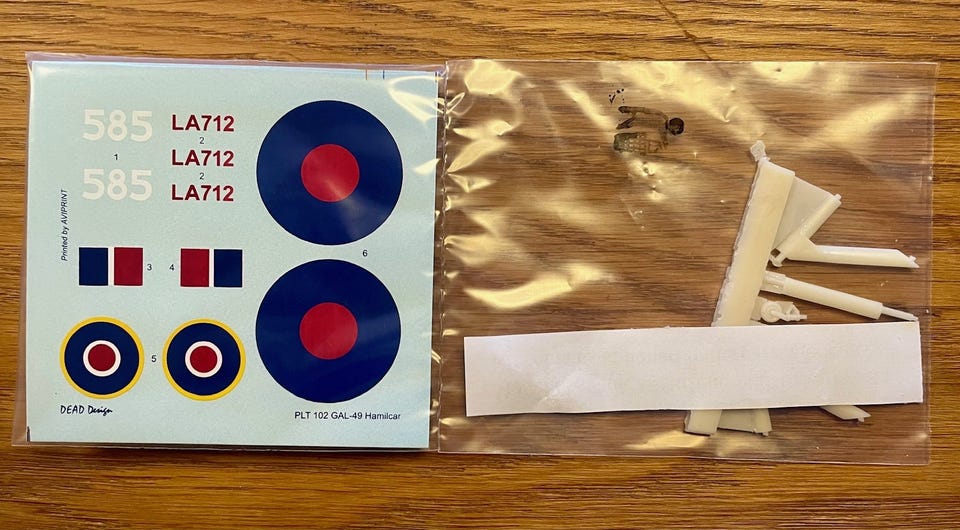 585
LA712
2
1
LA712
2
585
LA712
Printed by AVIPRINT
6
3
4
5
DEAD Design
PLT 102 GAL-49 Hamilcar